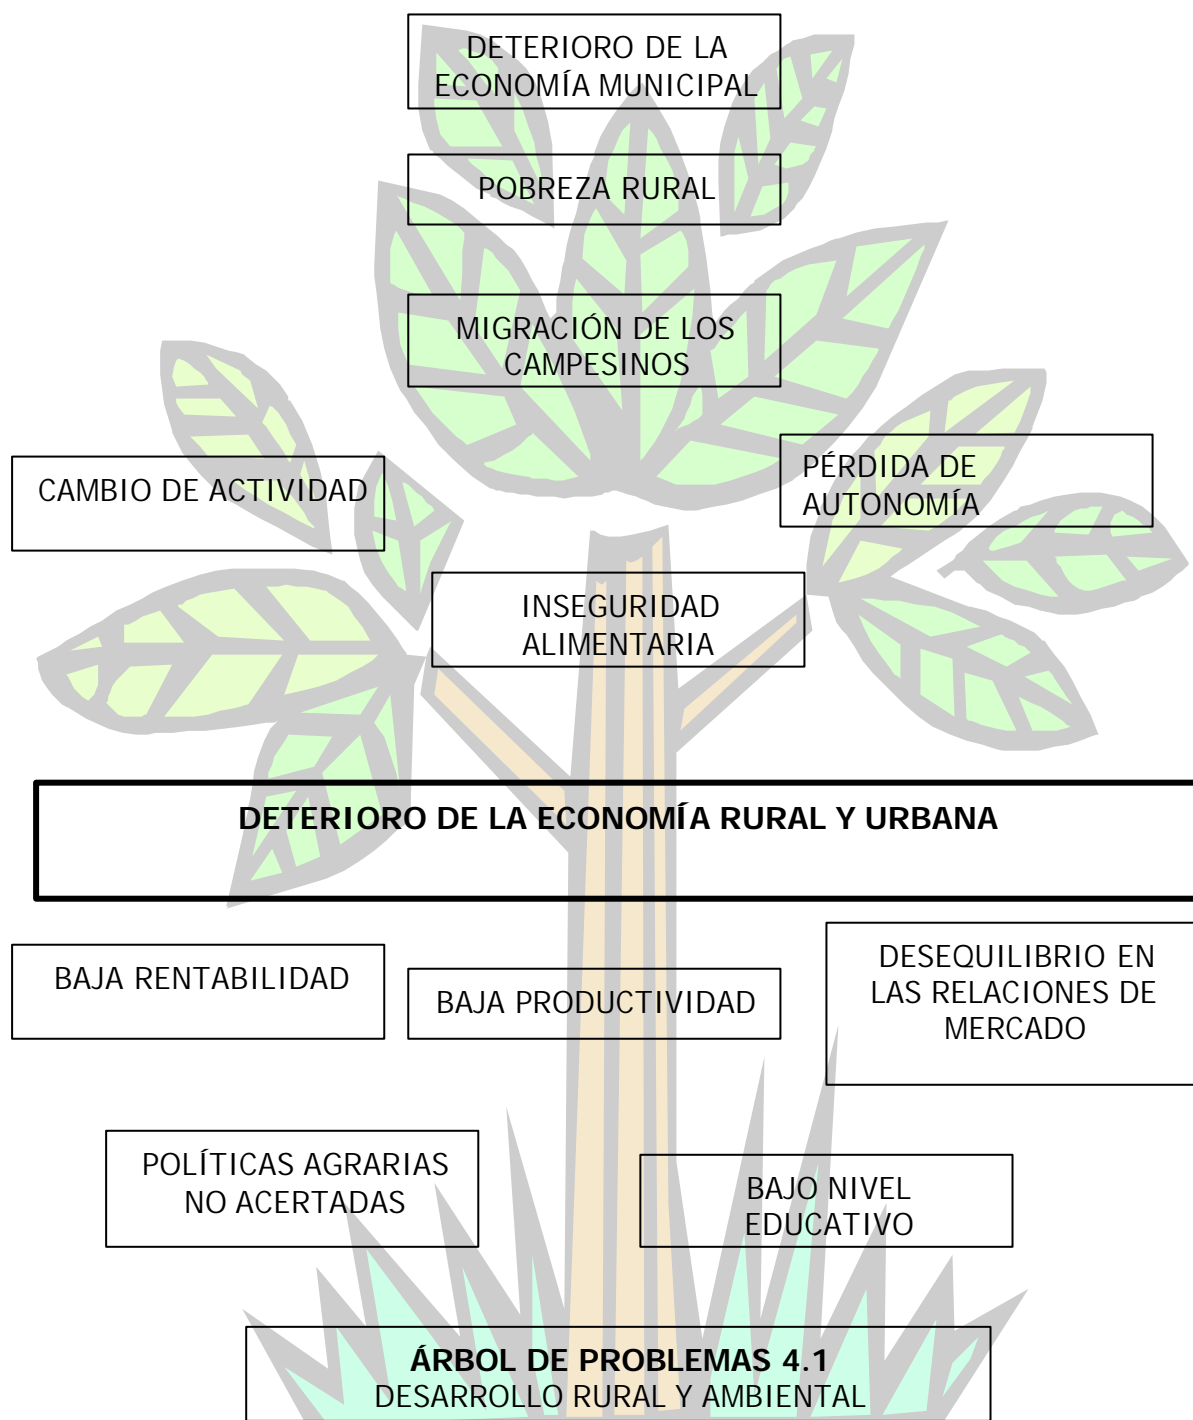 DETERIORO DE LA
ECONOMÍA MUNICIPAL
POBREZA RURAL
MIGRACIÓN DE LOS
CAMPESINOS
CAMBIO DE ACTIVIDAD
PÉRDIDA DE
AUTONOMÍA
INSEGURIDAD
ALIMENTARIA
DETERIORO DE LA ECONOMÍA RURAL Y URBANA
BAJA RENTABILIDAD
BAJA PRODUCTIVIDAD
DESEQUILIBRIO EN
LAS RELACIONES DE
MERCADO
POLÍTICAS AGRARIAS
NO ACERTADAS
BAJO NIVEL
EDUCATIVO
ÁRBOL DE PROBLEMAS 4.1
DESARROLLO RURAL Y AMBIENTAL